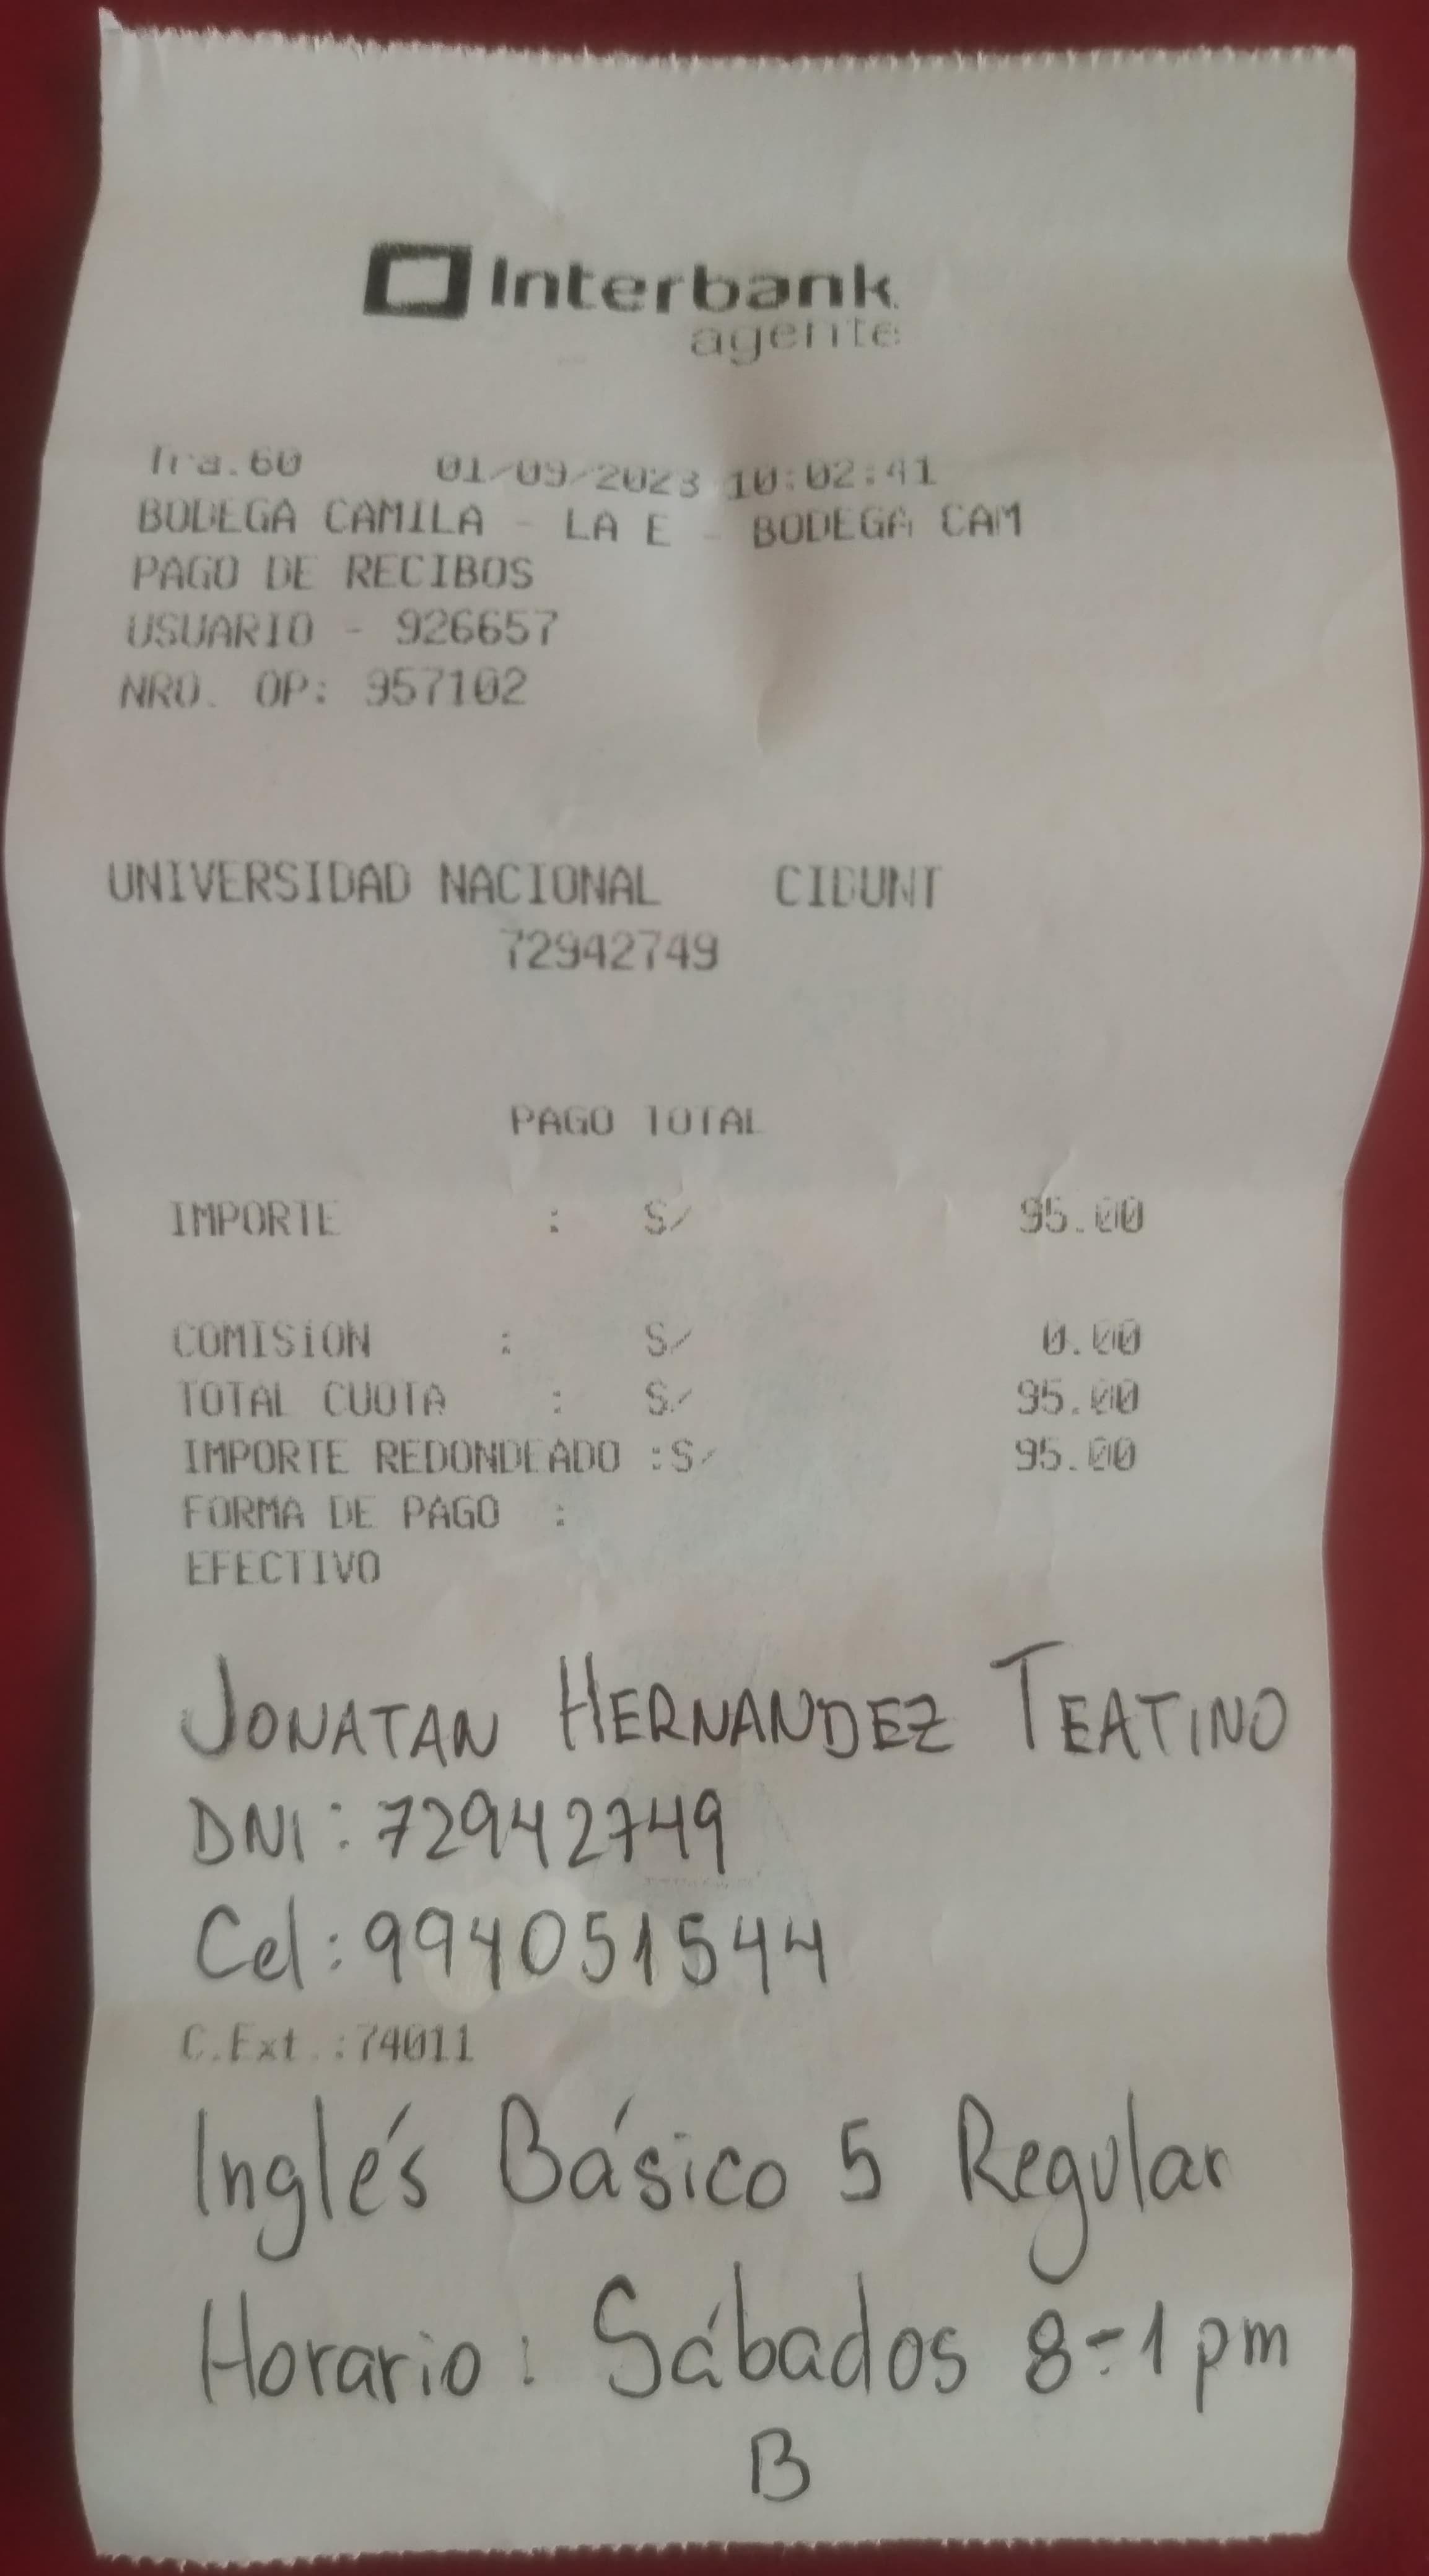 Interbank
agente
Tra.60 01/09/2023 10:02:41
BODEGA CAMILA - LA E - BODEGA CAM
PAGO DE RECIBOS
USUARIO - 926657
NRO. OP: 957102
UNIVERSIDAD NACIONAL CIDUNT
72942749
PAGO TOTAL
IMPORTE : S/ 95.00
COMISION : S/ 0.00
TOTAL CUOTA : S/ 95.00
IMPORTE REDONDEADO :S/ 95.00
FORMA DE PAGO :
EFECTIVO
JONATAN HERNANDEZ TEATINO
DNI: 72942749
Cel: 994051544
C.Ext.:74011
Inglés Básico 5 Regular
Horario: Sábados 8-1pm
B